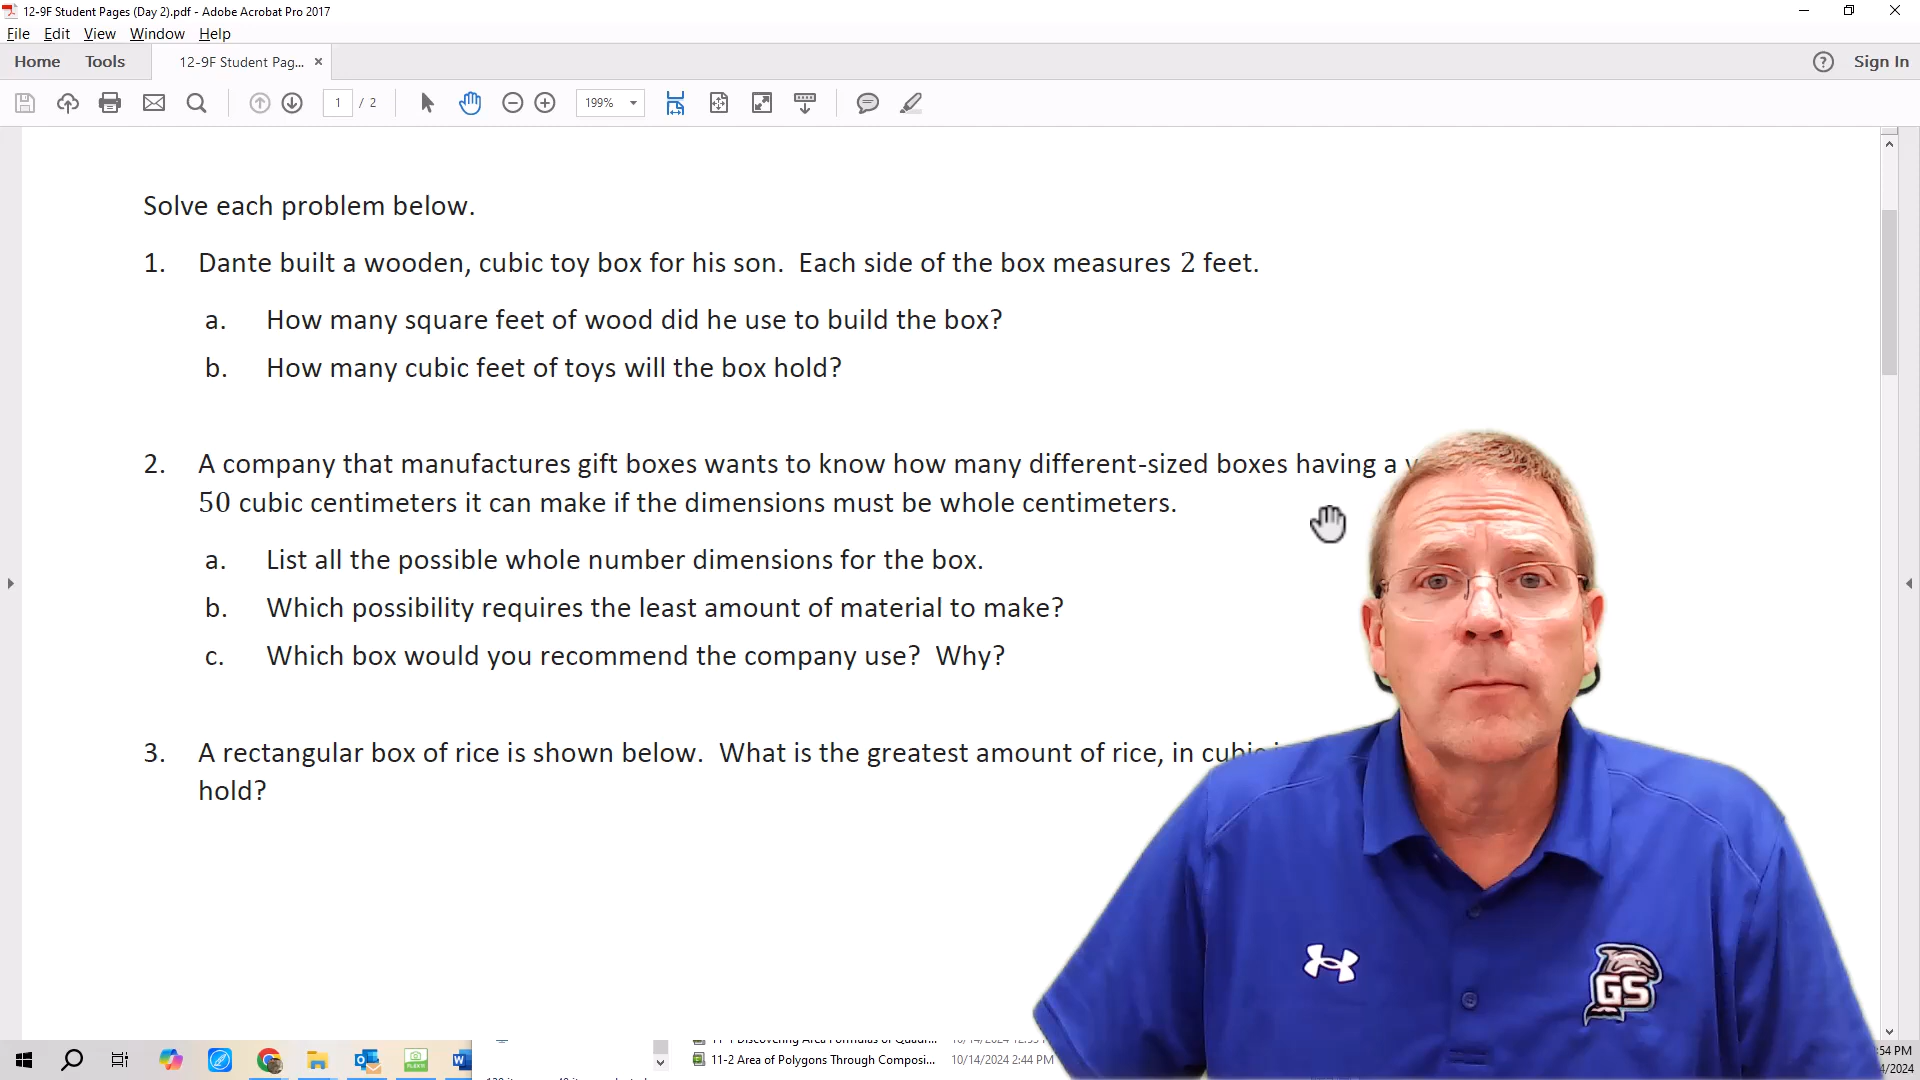 12-9F Student Pages (Day 2).pdf - Adobe Acrobat Pro 2017
File Edit View Window Help
Home Tools 12-9F Student Pag... × Sign In
1 / 2 199%
Solve each problem below.
1. Dante built a wooden, cubic toy box for his son. Each side of the box measures 2 feet.
a. How many square feet of wood did he use to build the box?
b. How many cubic feet of toys will the box hold?
2. A company that manufactures gift boxes wants to know how many different-sized boxes having a
50 cubic centimeters it can make if the dimensions must be whole centimeters.
a. List all the possible whole number dimensions for the box.
b. Which possibility requires the least amount of material to make?
c. Which box would you recommend the company use? Why?
3. A rectangular box of rice is shown below. What is the greatest amount of rice, in
hold?
GS
11-2 Area of Polygons Through Composi... 10/14/2024 2:44 PM